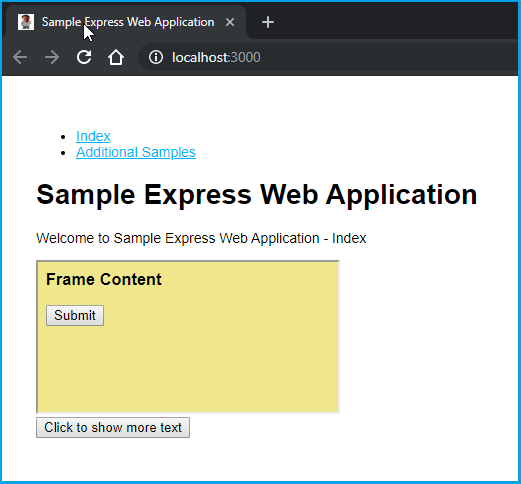 Sample Express Web Application
localhost:3000
Index
Additional Samples
Sample Express Web Application
Welcome to Sample Express Web Application - Index
Frame Content
Submit
Click to show more text